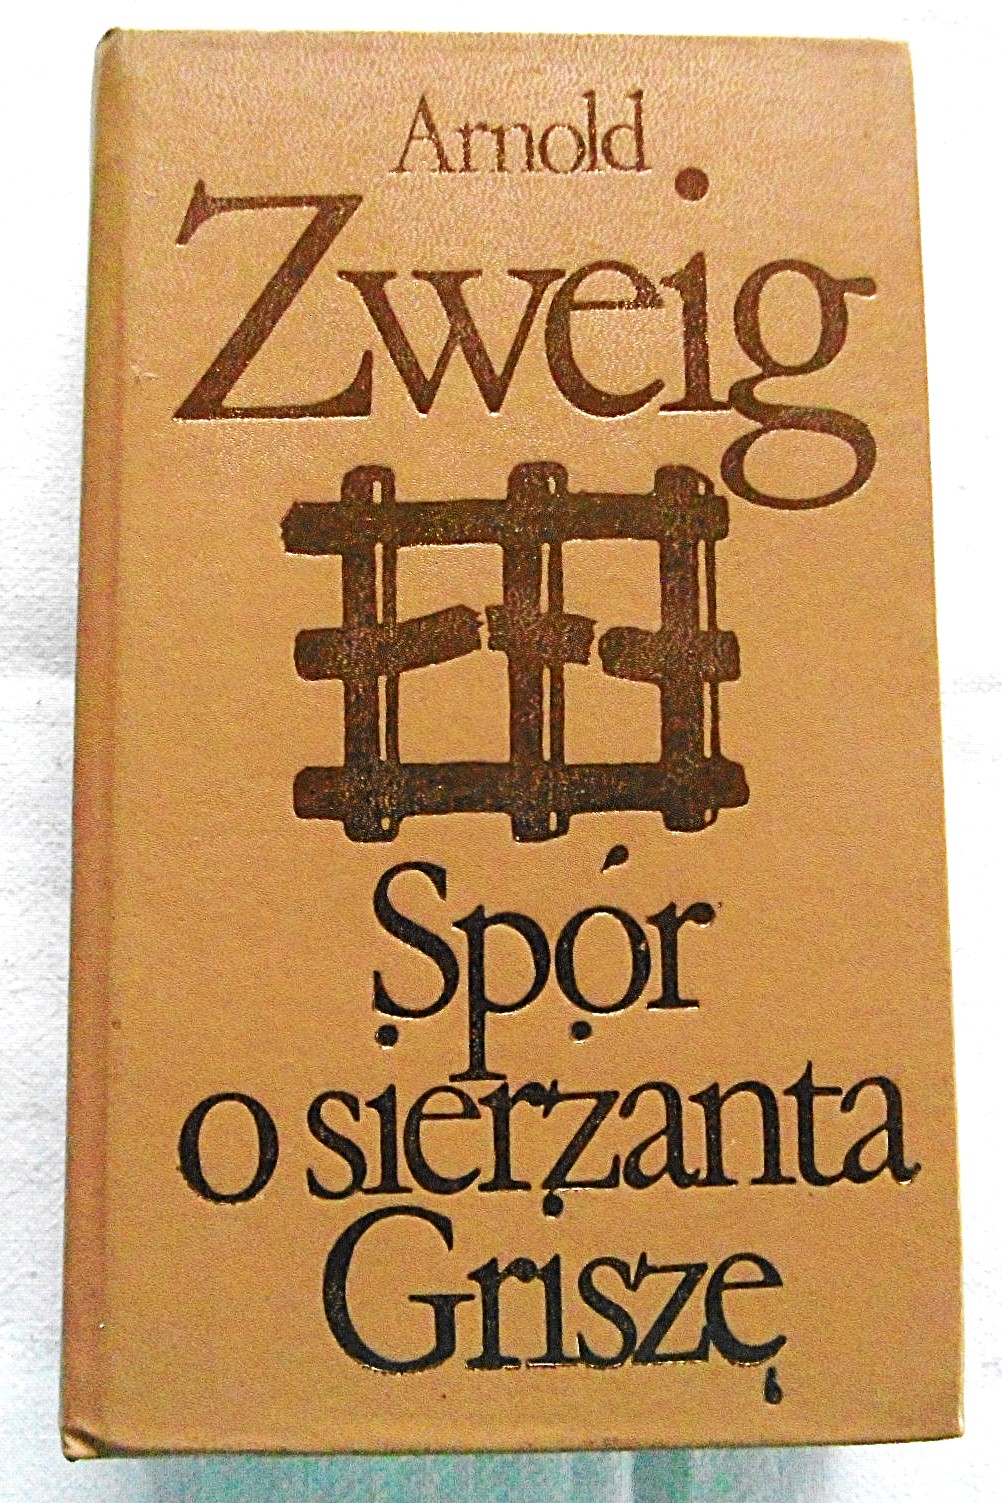 Arnold
Zweig
Spór
o sierżanta
Griszę